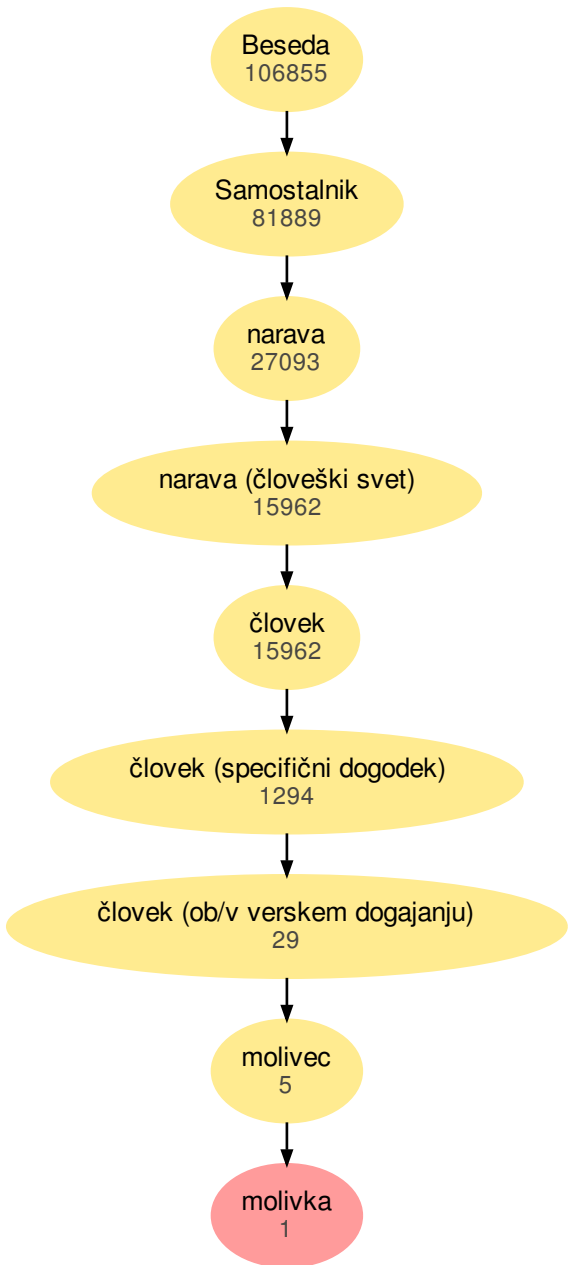 Beseda
106855
Samostalnik
81889
narava
27093
narava (človeški svet)
15962
človek
15962
človek (specifični dogodek)
1294
človek (ob/v verskem dogajanju)
29
molivec
5
molivka
1